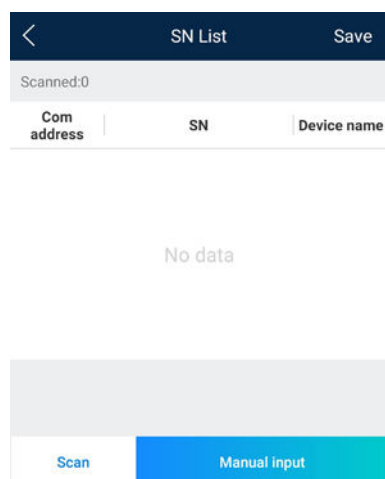 SN List Save
Scanned:0
Com address SN Device name
No data
Scan Manual input